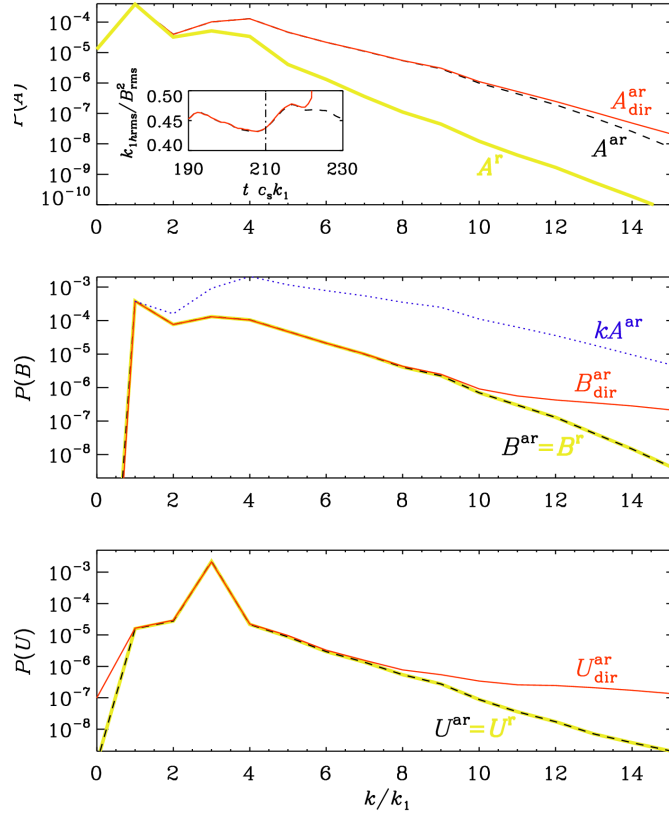 10⁻⁴
10⁻⁵
10⁻⁶
10⁻⁷
10⁻⁸
10⁻⁹
10⁻¹⁰
P(A)
k₁hrms/B²rms
0.50
0.45
0.40
190 210 230
t cₛk₁
A^ar_dir
A^ar
A^r
0 2 4 6 8 10 12 14
10⁻³
10⁻⁴
10⁻⁵
10⁻⁶
10⁻⁷
10⁻⁸
P(B)
kA^ar
B^ar_dir
B^ar=B^r
0 2 4 6 8 10 12 14
10⁻³
10⁻⁴
10⁻⁵
10⁻⁶
10⁻⁷
10⁻⁸
P(U)
U^ar_dir
U^ar=U^r
0 2 4 6 8 10 12 14
k/k₁